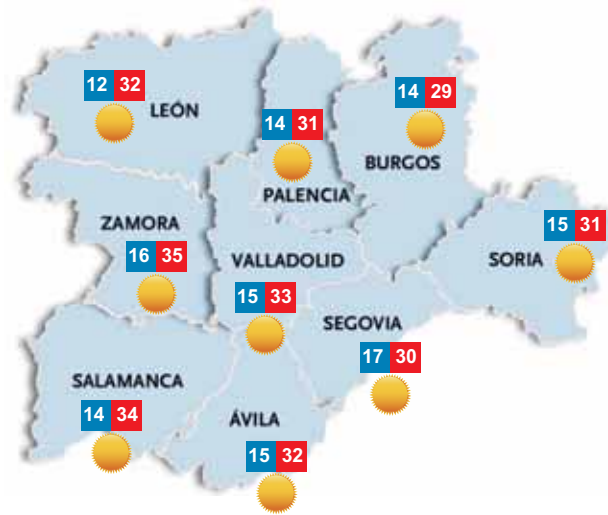 12 32
LEÓN
14 31
PALENCIA
14 29
BURGOS
ZAMORA
16 35
VALLADOLID
15 33
15 31
SORIA
SEGOVIA
17 30
SALAMANCA
14 34
ÁVILA
15 32